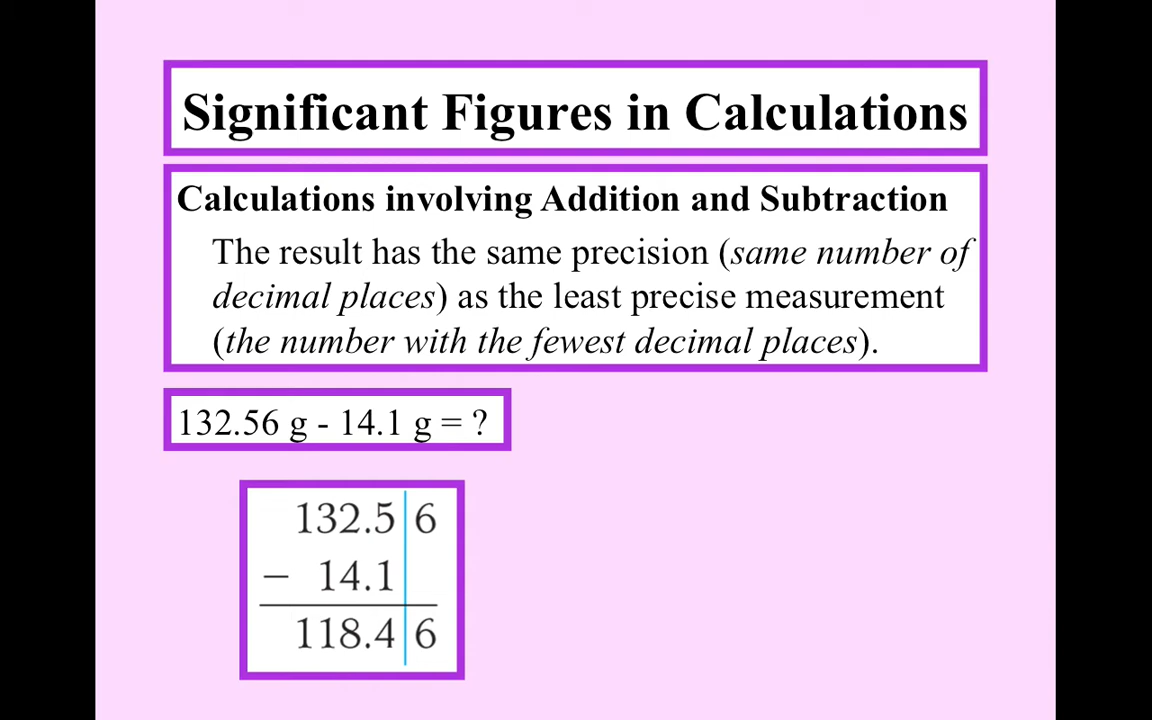 Significant Figures in Calculations
Calculations involving Addition and Subtraction
The result has the same precision (same number of
decimal places) as the least precise measurement
(the number with the fewest decimal places).
132.56 g - 14.1 g = ?
132.5 6
− 14.1
118.4 6